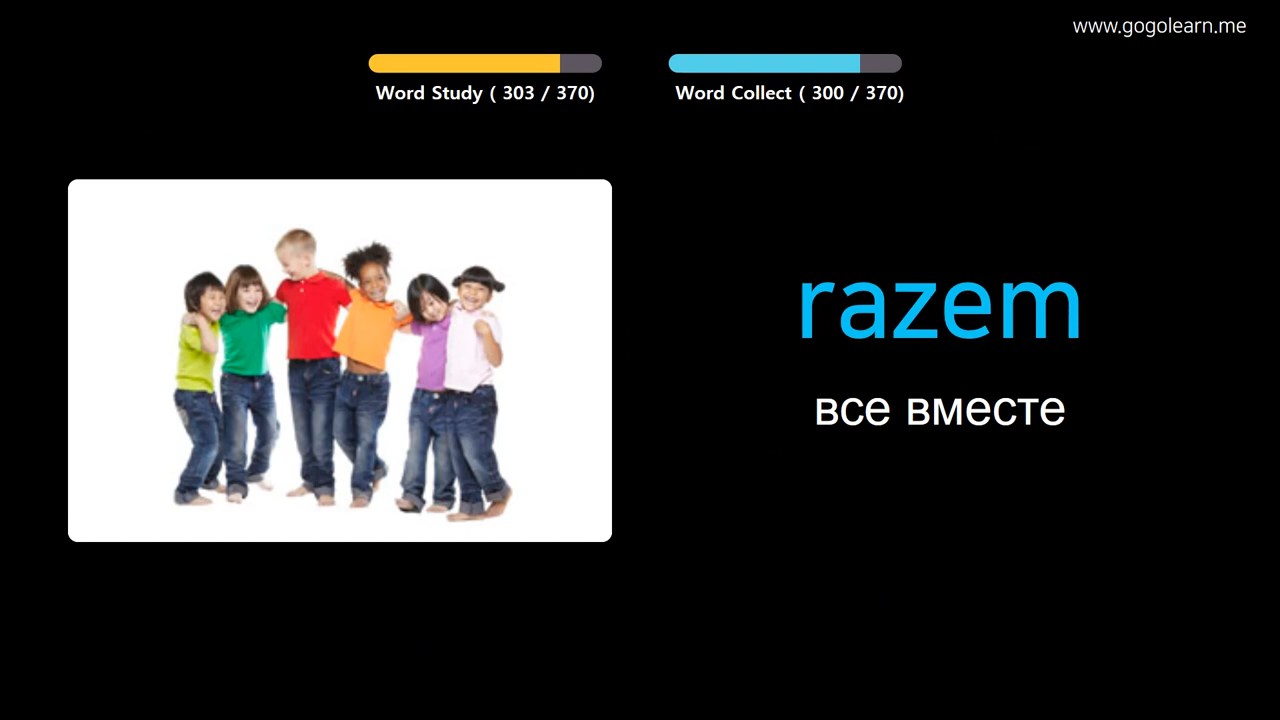 www.gogolearn.me
Word Study ( 303 / 370)
Word Collect ( 300 / 370)
razem
все вместе